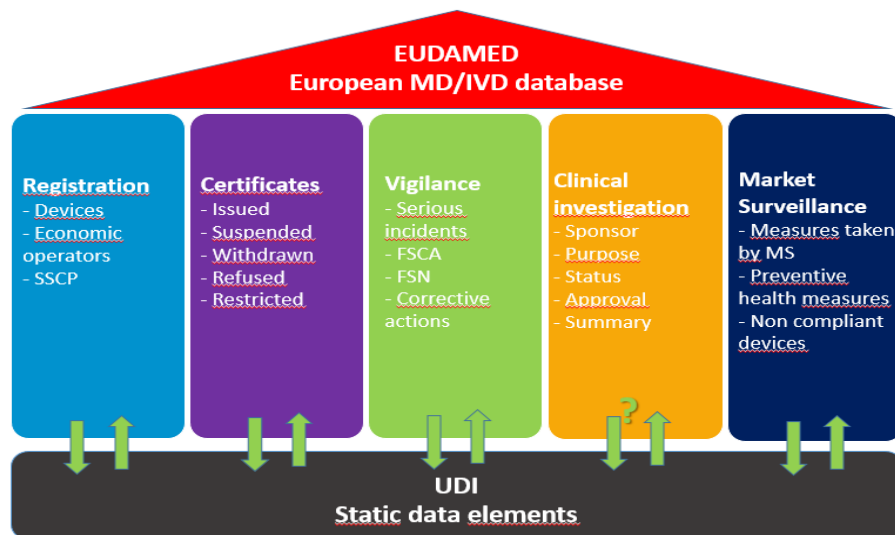 EUDAMED
European MD/IVD database
Registration
- Devices
- Economic
operators
- SSCP
Certificates
- Issued
- Suspended
- Withdrawn
- Refused
- Restricted
Vigilance
- Serious
incidents
- FSCA
- FSN
- Corrective
actions
Clinical
investigation
- Sponsor
- Purpose
- Status
- Approval
- Summary
Market
Surveillance
- Measures taken
by MS
- Preventive
health measures
- Non compliant
devices
?
UDI
Static data elements